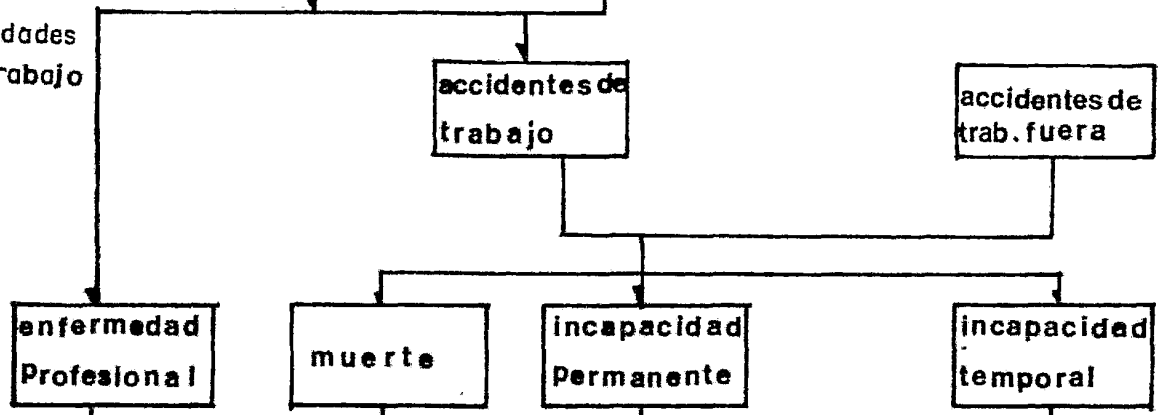 dades
rabajo
accidentes de
trabajo
accidentes de
trab. fuera
enfermedad
Profesional
muerte
incapacidad
Permanente
incapacidad
temporal